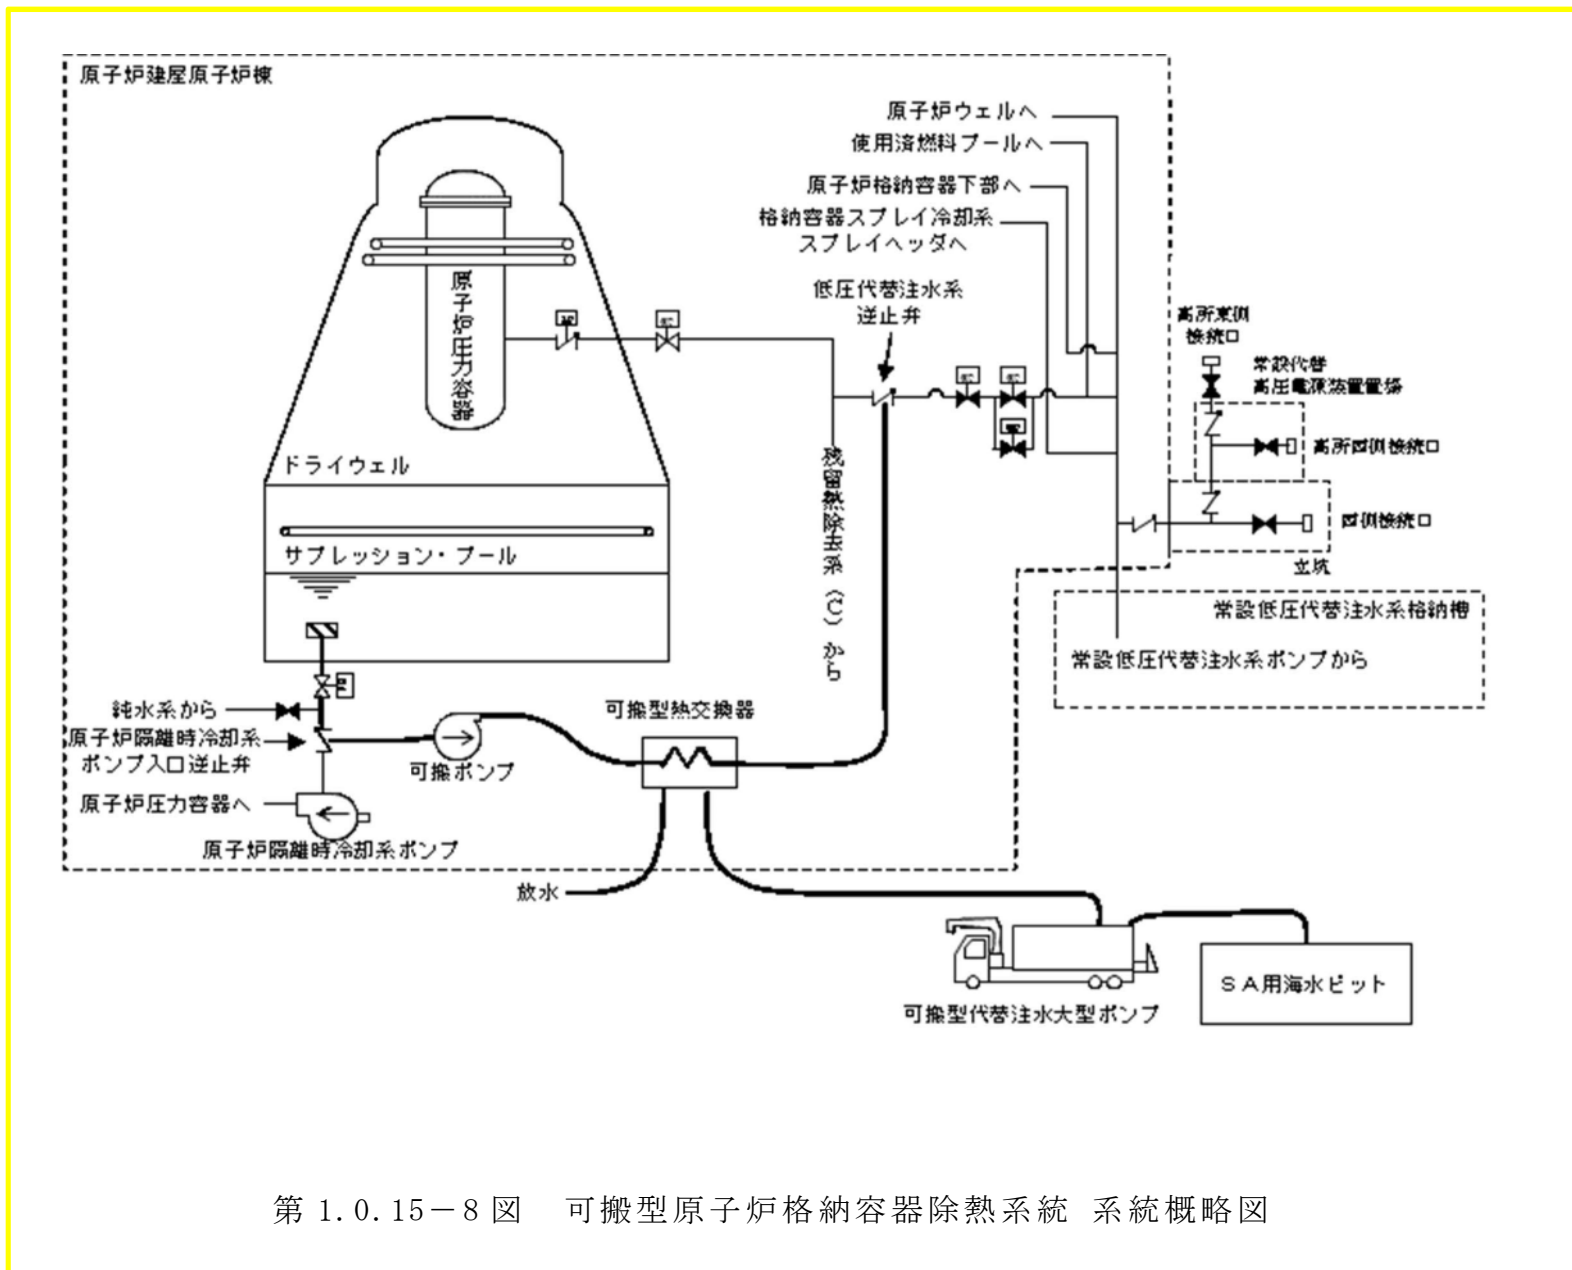 原子炉建屋原子炉棟
原子炉ウェルへ
使用済燃料プールへ
原子炉格納容器下部へ
格納容器スプレイ冷却系
スプレイヘッダへ
低圧代替注水系
逆止弁
高所東側
接続口
常設代替
高圧電源装置置場
高所西側接続口
西側接続口
立坑
原子炉圧力容器
ドライウェル
サプレッション・プール
残留熱除去系（C）から
常設低圧代替注水系格納槽
常設低圧代替注水系ポンプから
純水系から
原子炉隔離時冷却系
ポンプ入口逆止弁
可搬ポンプ
可搬型熱交換器
原子炉圧力容器へ
原子炉隔離時冷却系ポンプ
放水
可搬型代替注水大型ポンプ
ＳＡ用海水ピット
第 1.0.15－8 図　可搬型原子炉格納容器除熱系統 系統概略図